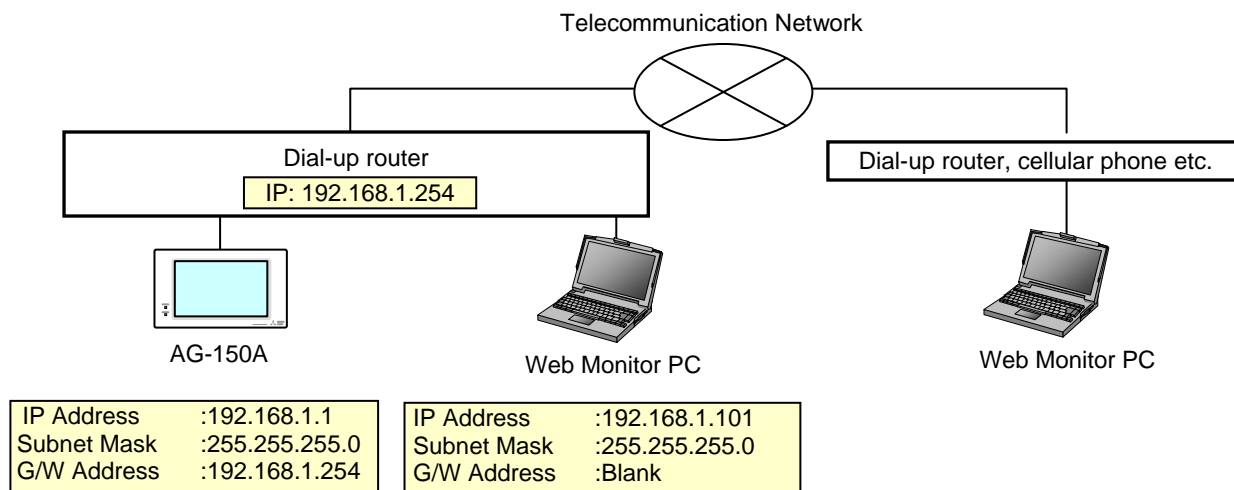 Telecommunication Network
Dial-up router
IP: 192.168.1.254
Dial-up router, cellular phone etc.
AG-150A
Web Monitor PC
Web Monitor PC
IP Address :192.168.1.1
Subnet Mask :255.255.255.0
G/W Address :192.168.1.254
IP Address :192.168.1.101
Subnet Mask :255.255.255.0
G/W Address :Blank